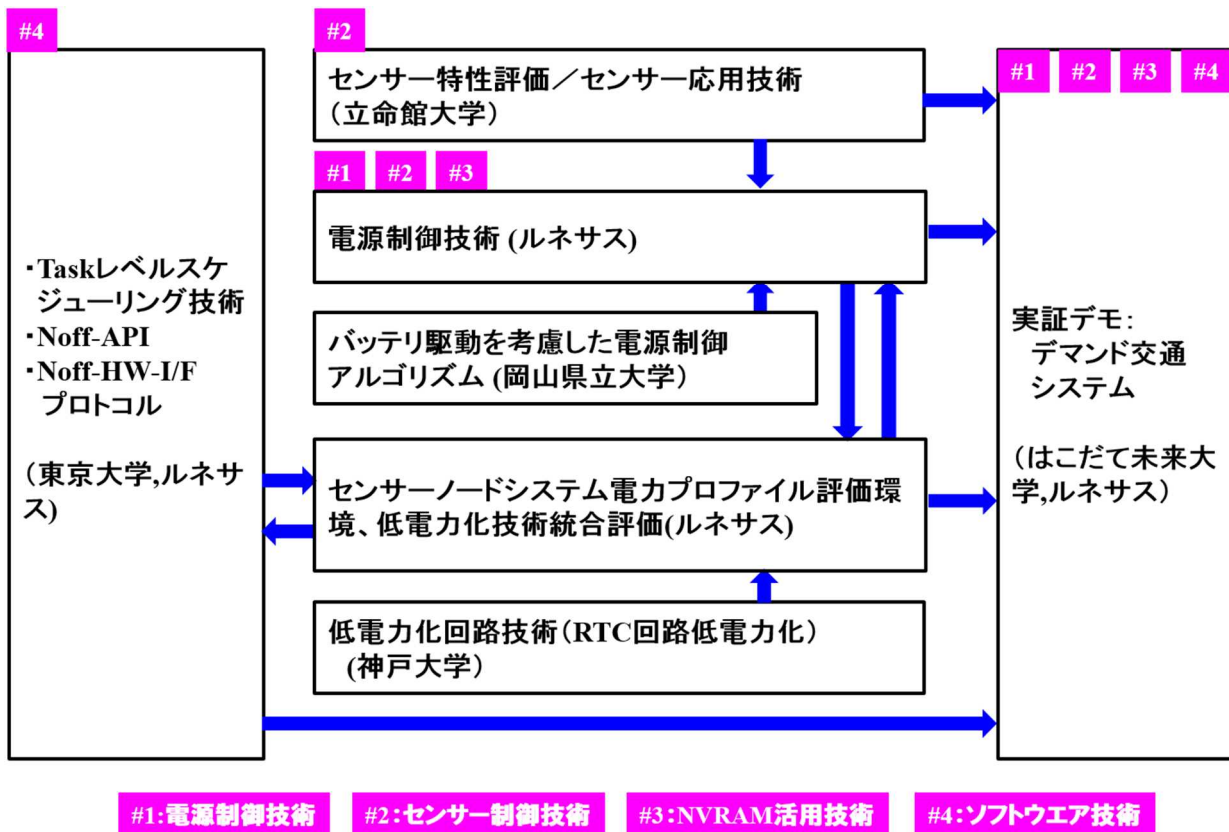 #4
・Taskレベルスケ
ジューリング技術
・Noff-API
・Noff-HW-I/F
プロトコル
(東京大学,ルネサ
ス)
#2
センサー特性評価／センサー応用技術
(立命館大学)
#1 #2 #3
電源制御技術 (ルネサス)
バッテリ駆動を考慮した電源制御
アルゴリズム (岡山県立大学)
センサーノードシステム電力プロファイル評価環
境、低電力化技術統合評価(ルネサス)
低電力化回路技術(RTC回路低電力化)
(神戸大学)
#1 #2 #3 #4
実証デモ:
デマンド交通
システム
(はこだて未来大
学,ルネサス)
#1:電源制御技術 #2:センサー制御技術 #3:NVRAM活用技術 #4:ソフトウエア技術